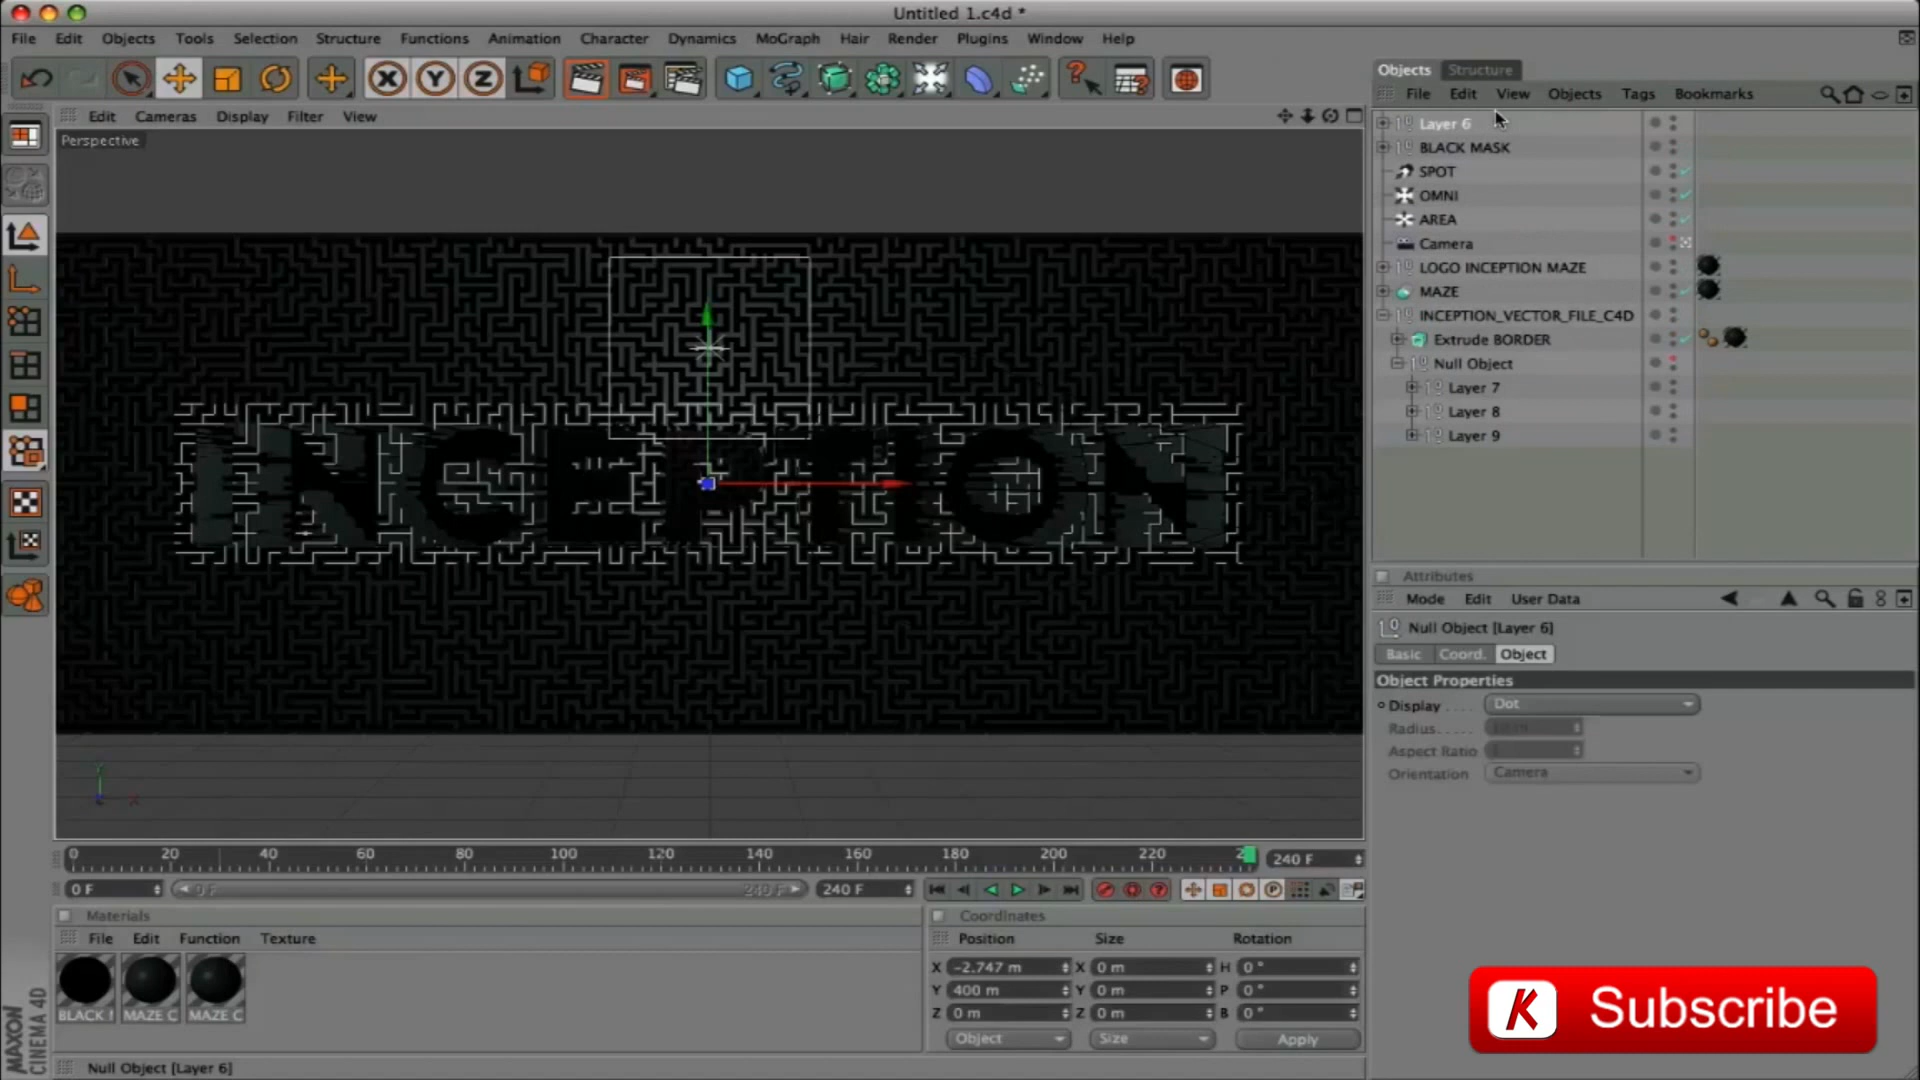 Untitled 1.c4d *
File Edit Objects Tools Selection Structure Functions Animation Character Dynamics MoGraph Hair Render Plugins Window Help
X Y Z
Objects Structure
File Edit View Objects Tags Bookmarks
Edit Cameras Display Filter View
Perspective
Layer 6
BLACK MASK
SPOT
OMNI
AREA
Camera
LOGO INCEPTION MAZE
MAZE
INCEPTION_VECTOR_FILE_C4D
Extrude BORDER
Null Object
Layer 7
Layer 8
Layer 9
INCEPTION
Attributes
Mode Edit User Data
Null Object [Layer 6]
Basic Coord. Object
Object Properties
Display Dot
Radius
Aspect Ratio
Orientation Camera
0 20 40 60 80 100 120 140 160 180 200 220 240 F
0 F 0 F 240 F 240 F
Materials
File Edit Function Texture
BLACK MAZE C MAZE C
Coordinates
Position Size Rotation
X -2.747 m X 0 m H 0 °
Y 400 m Y 0 m P 0 °
Z 0 m Z 0 m B 0 °
Object Size Apply
MAXON
CINEMA 4D
Null Object [Layer 6]
K Subscribe